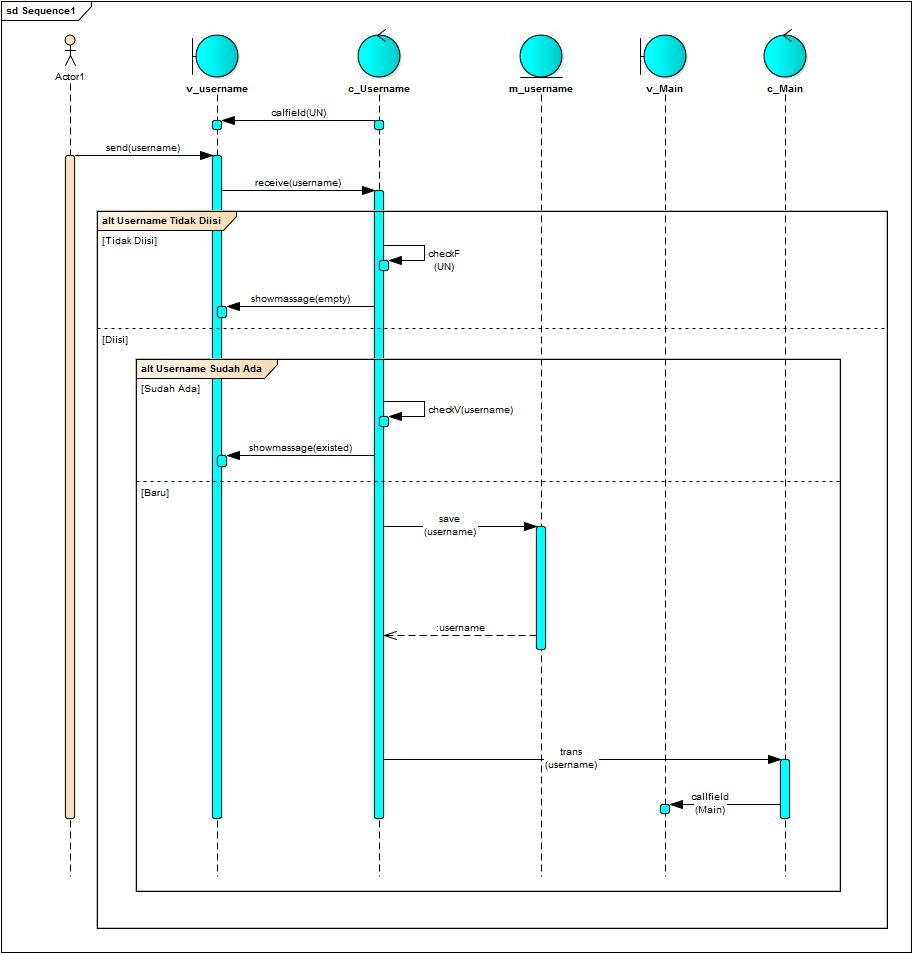 sd Sequence1
Actor1
v_username
c_Username
m_username
v_Main
c_Main
calfield(UN)
send(username)
receive(username)
alt Username Tidak Diisi
[Tidak Diisi]
checkF
(UN)
showmassage(empty)
[Diisi]
alt Username Sudah Ada
[Sudah Ada]
checkV(username)
showmassage(existed)
[Baru]
save
(username)
:username
trans
(username)
callfield
(Main)